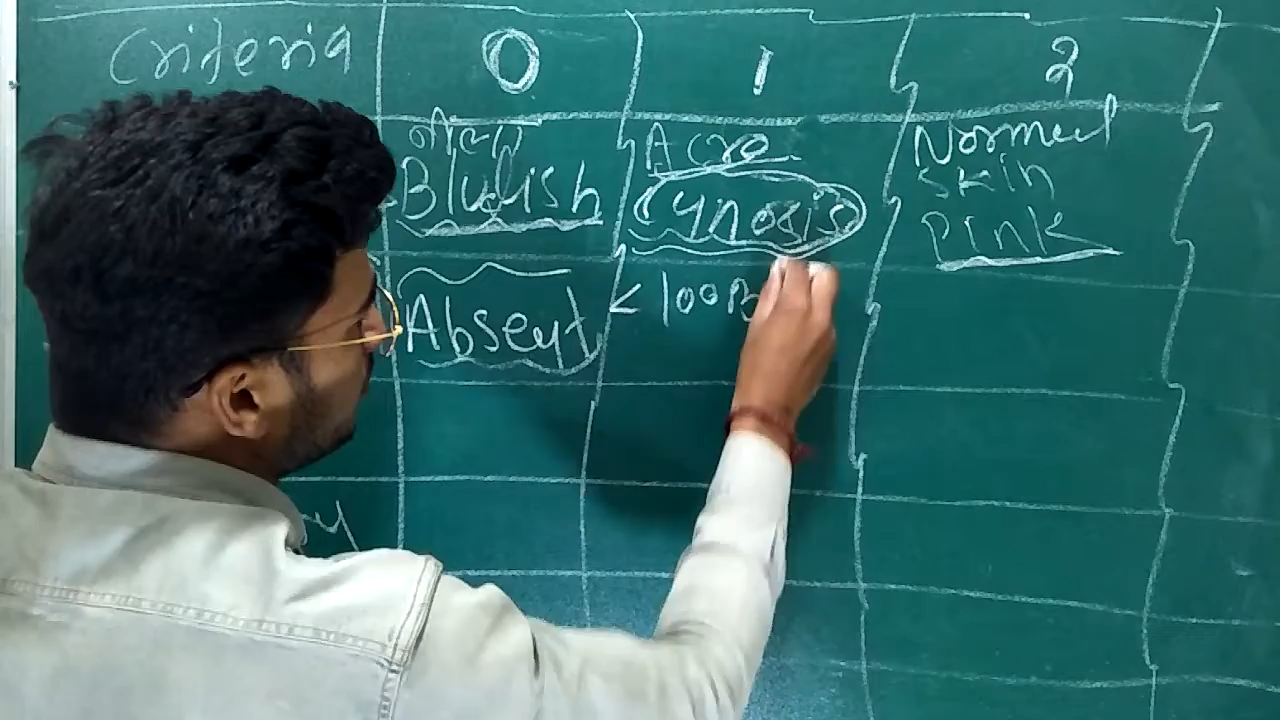 Criteria 0 1 2
Bluish
Acro
Cynosis
Normal
Skin
Pink
Absent
< 100 B